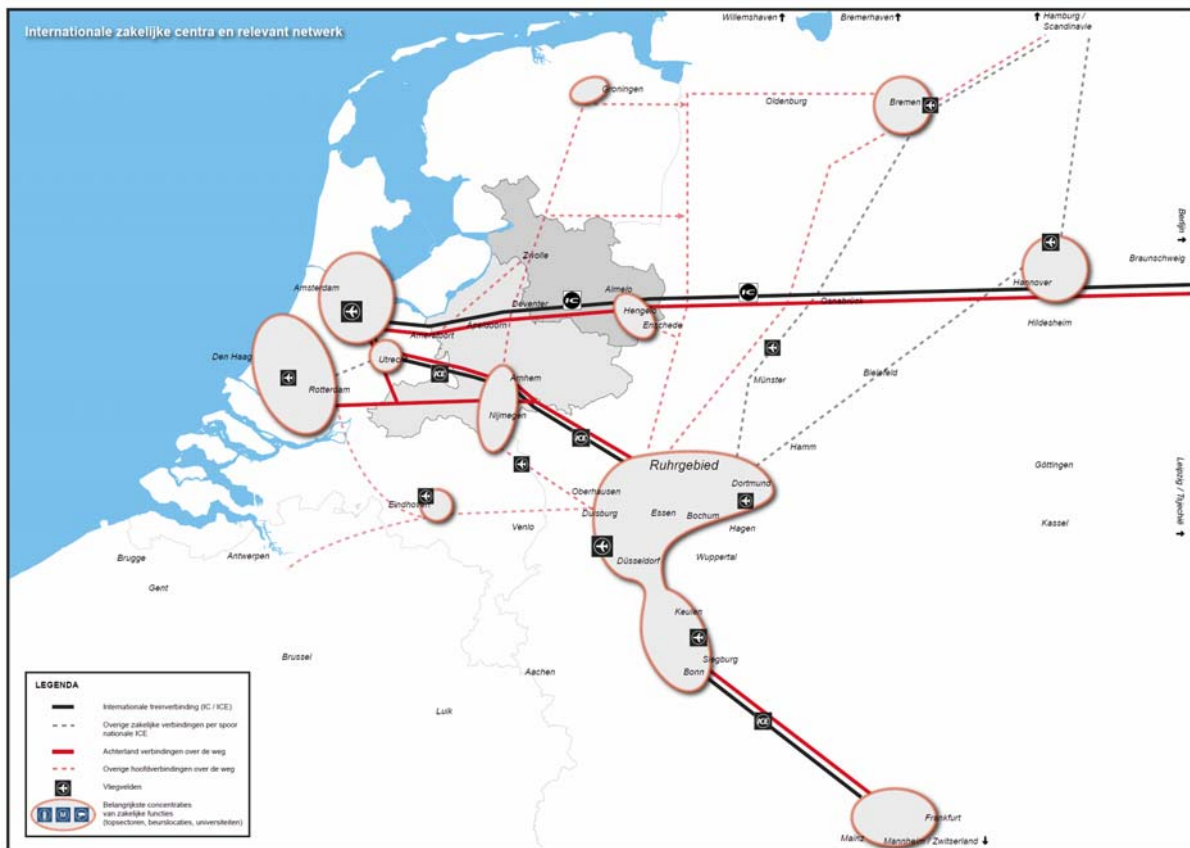 Internationale zakelijke centra en relevant netwerk
Willemshaven
Bremerhaven
Hamburg /
Scandinavie
Groningen
Oldenburg
Bremen
Berlijn
Zwolle
Amsterdam
Almelo
Hannover
Braunschweig
IC
IC
Deventer
Hengelo
Osnabrück
Apeldoorn
Enschede
Hildesheim
Amersfoort
Den Haag
Utrecht
ICE
Arnhem
Münster
Bielefeld
Rotterdam
Nijmegen
ICE
Hamm
Ruhrgebied
Göttingen
Leipzig / Tsjechië
Oberhausen
Dortmund
Eindhoven
Duisburg
Essen
Bochum
Venlo
Hagen
Kassel
Brugge
Antwerpen
Düsseldorf
Wuppertal
Gent
Keulen
Brussel
Siegburg
Aachen
Bonn
Luik
ICE
Frankfurt
Mainz
Mannheim / Zwitserland
LEGENDA
Internationale treinverbinding (IC / ICE)
Overige zakelijke verbindingen per spoor
nationale ICE
Achterland verbindingen over de weg
Overige hoofdverbindingen over de weg
Vliegvelden
Belangrijkste concentraties
van zakelijke functies
(topsectoren, beurslocaties, universiteiten)
M